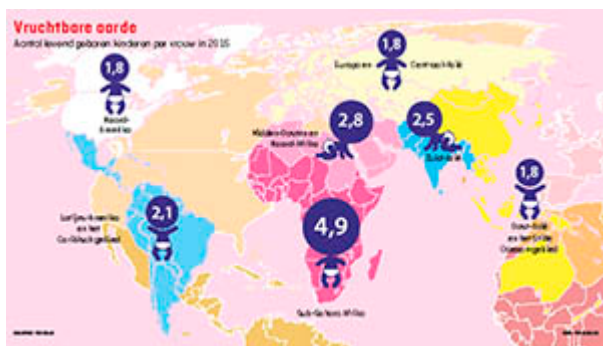 Vruchtbare aarde
Aantal levend geboren kinderen per vrouw in 2016
1,8
Noord-
Amerika
1,8
Europa en Centraal-Azië
2,8
Midden-Oosten en
Noord-Afrika
2,5
Zuid-Azië
1,8
Oost-Azië
en het Grote
Oceaangebied
2,1
Latijns-Amerika
en het
Caribisch gebied
4,9
Sub-Sahara Afrika